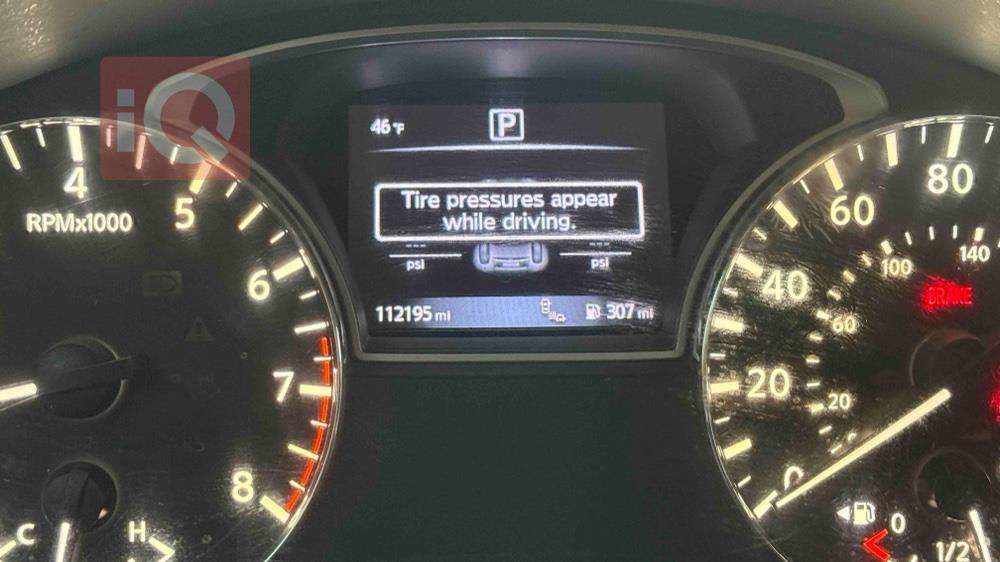 iQ
46°F
P
Tire pressures appear
while driving.
--- ---
psi psi
112195 mi 307 mi
4
5
6
7
8
RPMx1000
C H
80
60
40
20
0
140
100
60
20
BRAKE
0
1/2